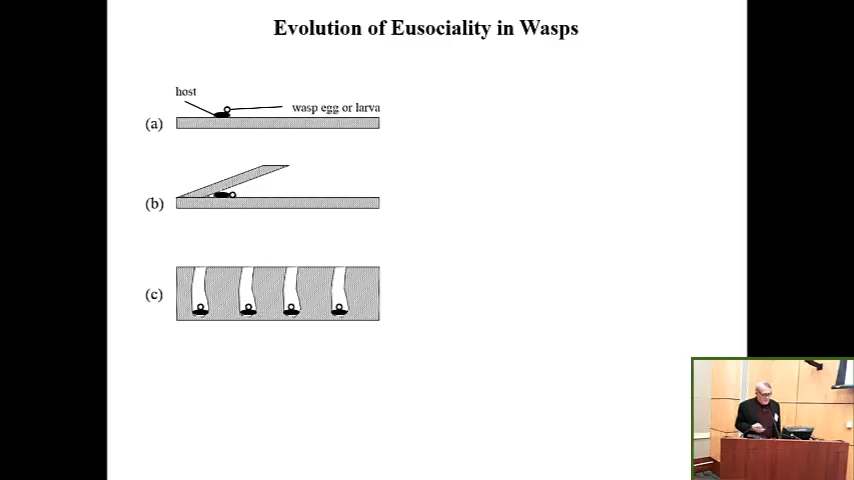 Evolution of Eusociality in Wasps
host
wasp egg or larva
(a)
(b)
(c)